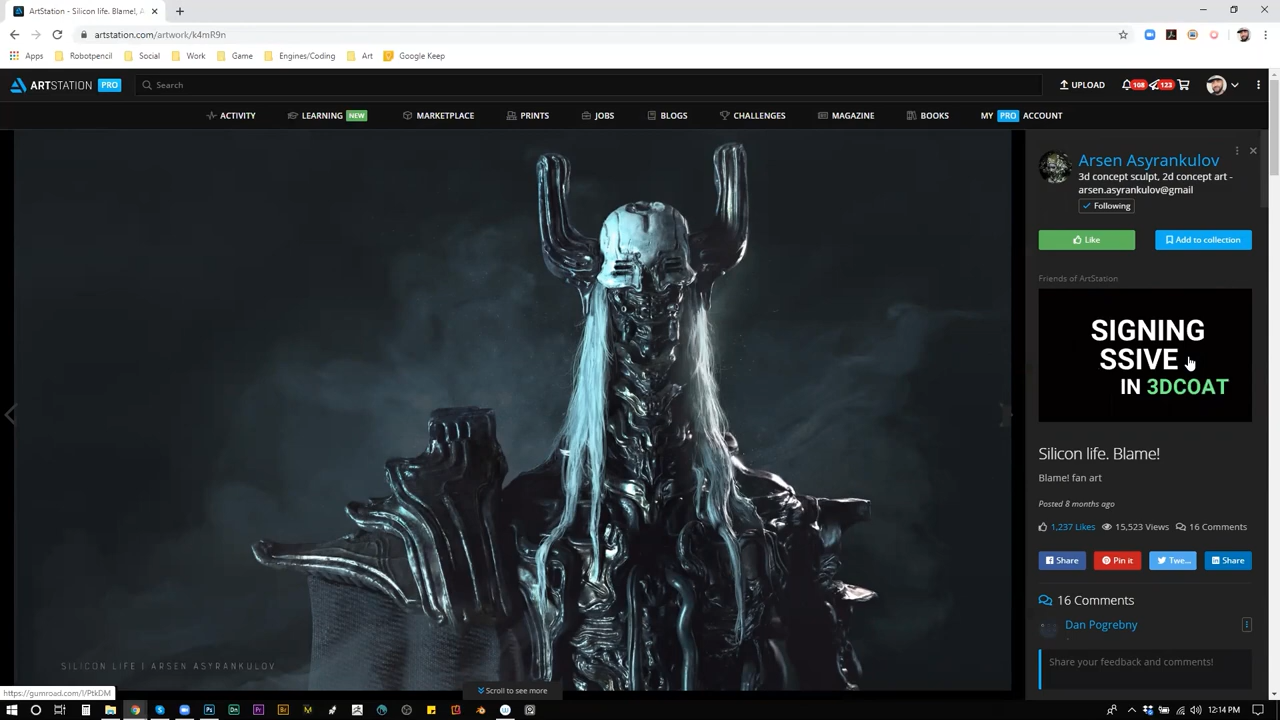 ArtStation - Silicon life. Blame!, A
artstation.com/artwork/k4mR9n
Apps Robotpencil Social Work Game Engines/Coding Art Google Keep
ARTSTATION PRO Search UPLOAD 108 123
ACTIVITY LEARNING NEW MARKETPLACE PRINTS JOBS BLOGS CHALLENGES MAGAZINE BOOKS MY PRO ACCOUNT
Arsen Asyrankulov
3d concept sculpt, 2d concept art -
arsen.asyrankulov@gmail
Following
Like Add to collection
Friends of ArtStation
SIGNING
SSIVE
IN 3DCOAT
Silicon life. Blame!
Blame! fan art
Posted 8 months ago
1,237 Likes 15,523 Views 16 Comments
Share Pin it Twe... Share
16 Comments
Dan Pogrebny
Share your feedback and comments!
SILICON LIFE | ARSEN ASYRANKULOV
https://gumroad.com/l/PtkDM
Scroll to see more
12:14 PM